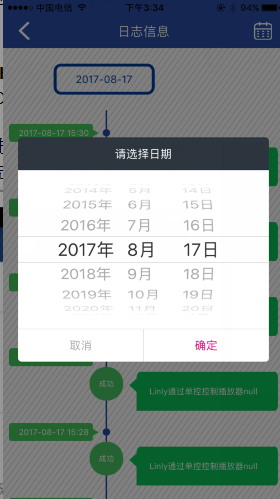 中国电信 下午3:34 94%
日志信息
2017-08-17
2017-08-17 15:30
请选择日期
2014年 5月 14日
2015年 6月 15日
2016年 7月 16日
2017年 8月 17日
2018年 9月 18日
2019年 10月 19日
2020年 11月 20日
取消 确定
成功 Linly通过单控控制播放器null
2017-08-17 15:28
成功 Linly通过单控控制播放器null